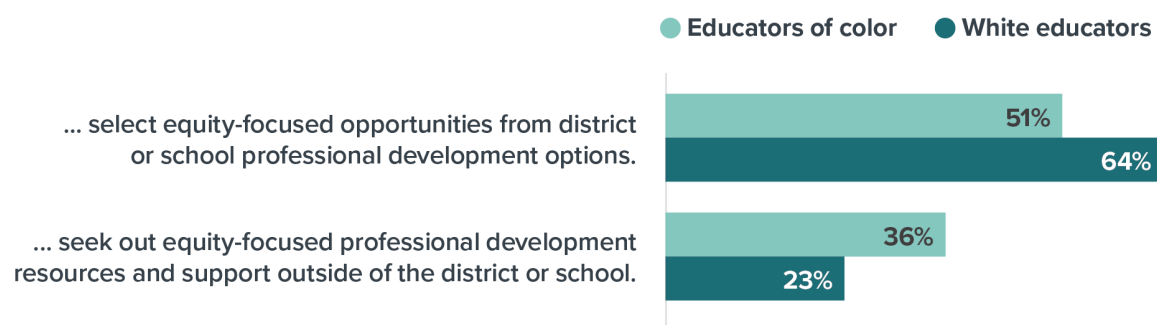 Educators of color White educators
... select equity-focused opportunities from district
or school professional development options.
51%
64%
... seek out equity-focused professional development
resources and support outside of the district or school.
36%
23%